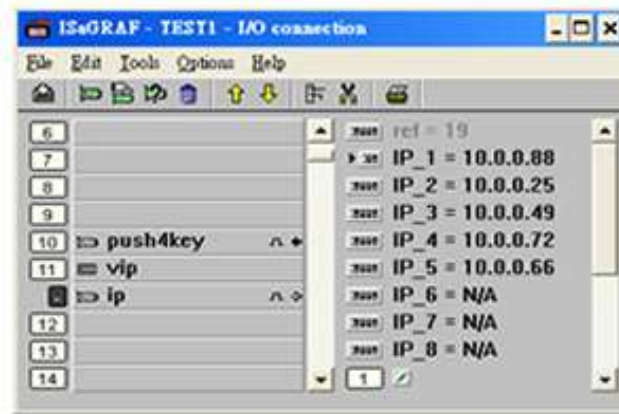 ISaGRAF - TEST1 - I/O connection
File Edit Tools Options Help
6
7
8
9
10 push4key
11 vip
ip
12
13
14
ref = 19
IP_1 = 10.0.0.88
IP_2 = 10.0.0.25
IP_3 = 10.0.0.49
IP_4 = 10.0.0.72
IP_5 = 10.0.0.66
IP_6 = N/A
IP_7 = N/A
IP_8 = N/A
1